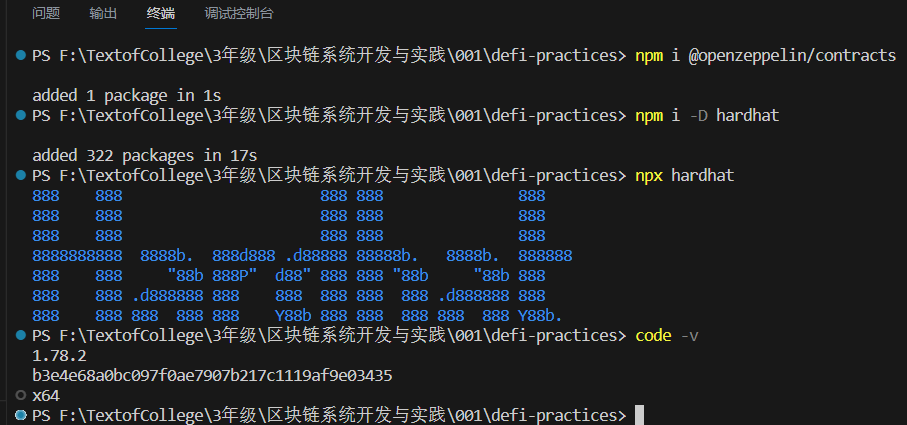 问题 输出 终端 调试控制台
PS F:\TextofCollege\3年级\区块链系统开发与实践\001\defi-practices> npm i @openzeppelin/contracts
added 1 package in 1s
PS F:\TextofCollege\3年级\区块链系统开发与实践\001\defi-practices> npm i -D hardhat
added 322 packages in 17s
PS F:\TextofCollege\3年级\区块链系统开发与实践\001\defi-practices> npx hardhat
888    888                      888 888               888
888    888                      888 888               888
888    888                      888 888               888
8888888888  8888b.  888d888 .d88888 88888b.   8888b.  888888
888    888     "88b 888P"  d88" 888 888 "88b     "88b 888
888    888 .d888888 888    888  888 888  888 .d888888 888
888    888 888  888 888    Y88b 888 888  888 888  888 Y88b.
PS F:\TextofCollege\3年级\区块链系统开发与实践\001\defi-practices> code -v
1.78.2
b3e4e68a0bc097f0ae7907b217c1119af9e03435
x64
PS F:\TextofCollege\3年级\区块链系统开发与实践\001\defi-practices>